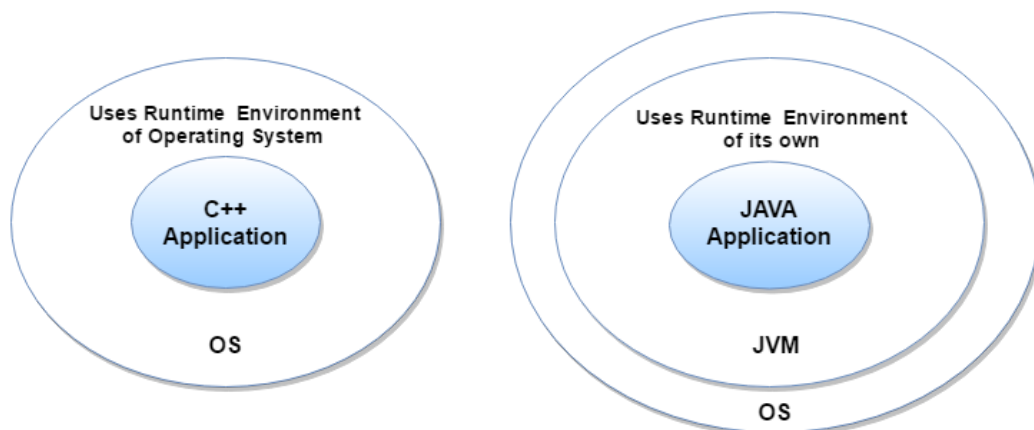 Uses Runtime Environment
of Operating System
C++
Application
OS
Uses Runtime Environment
of its own
JAVA
Application
JVM
OS